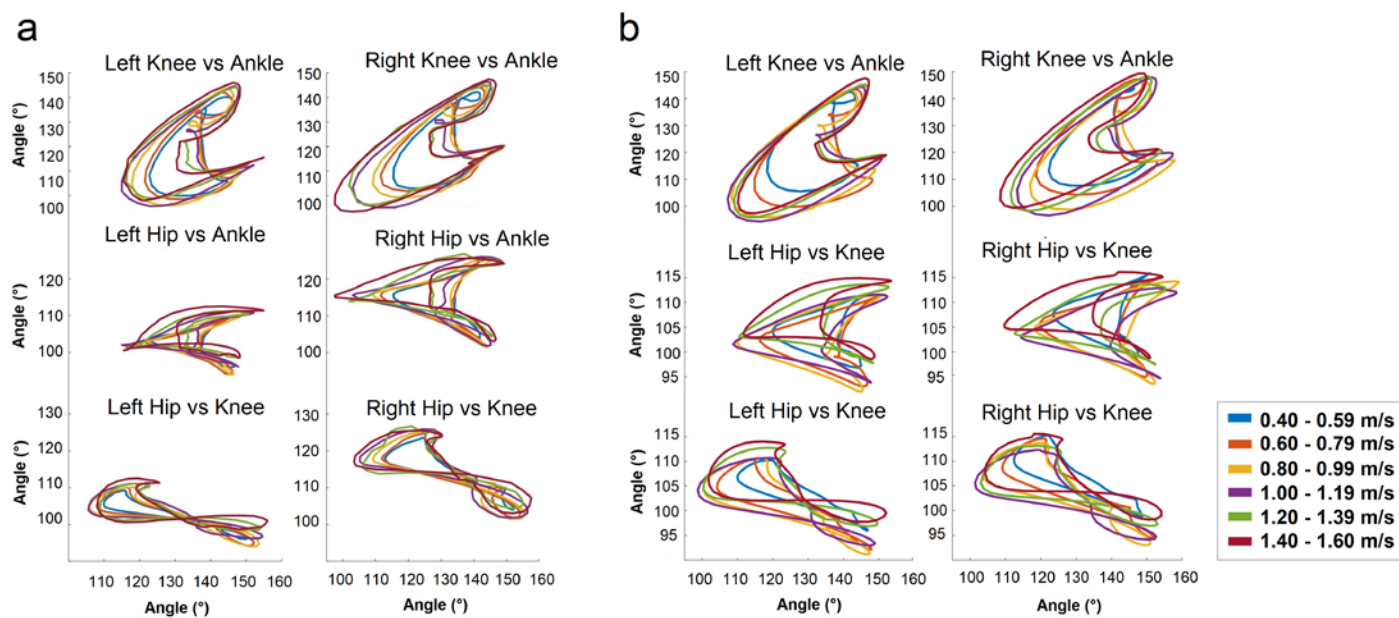 a
Left Knee vs Ankle
Right Knee vs Ankle
Angle (°)
150
140
130
120
110
100
150
140
130
120
110
100
Left Hip vs Ankle
Right Hip vs Ankle
Angle (°)
120
110
100
120
110
100
Left Hip vs Knee
Right Hip vs Knee
Angle (°)
130
120
110
100
130
120
110
100
110 120 130 140 150 160
100 110 120 130 140 150 160
Angle (°)
Angle (°)
b
Left Knee vs Ankle
Right Knee vs Ankle
Angle (°)
150
140
130
120
110
100
150
140
130
120
110
100
Left Hip vs Knee
Right Hip vs Knee
Angle (°)
115
110
105
100
95
115
110
105
100
95
Left Hip vs Knee
Right Hip vs Knee
Angle (°)
115
110
105
100
95
115
110
105
100
95
100 110 120 130 140 150 160
100 110 120 130 140 150 160
Angle (°)
Angle (°)
0.40 - 0.59 m/s
0.60 - 0.79 m/s
0.80 - 0.99 m/s
1.00 - 1.19 m/s
1.20 - 1.39 m/s
1.40 - 1.60 m/s